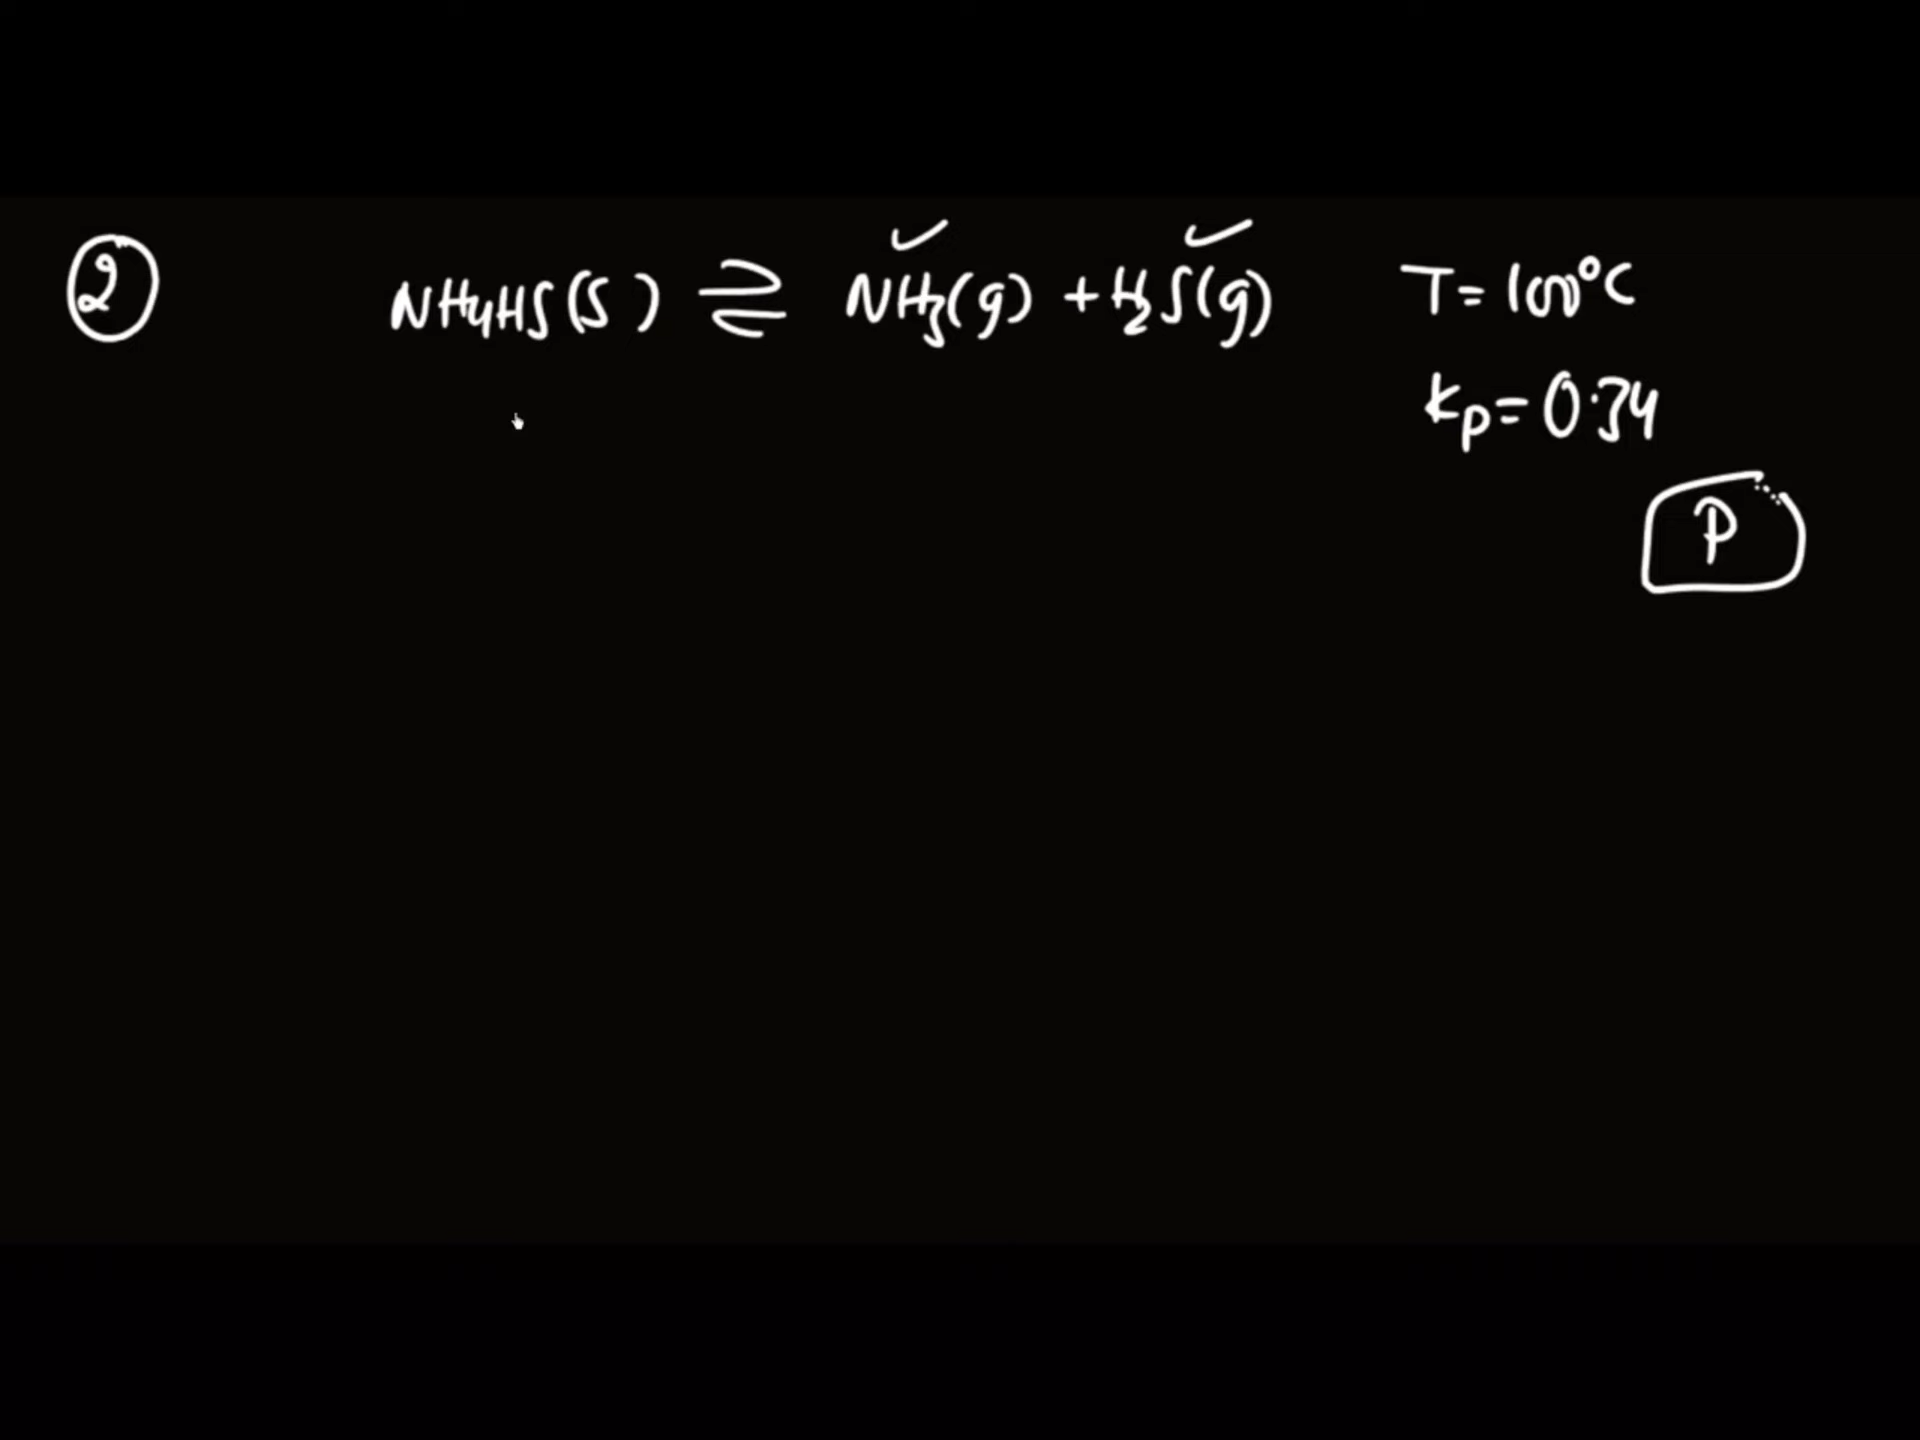 ② NH₄HS(s) ⇌ NH₃(g) + H₂S(g) T = 100°C
kp = 0.34
P